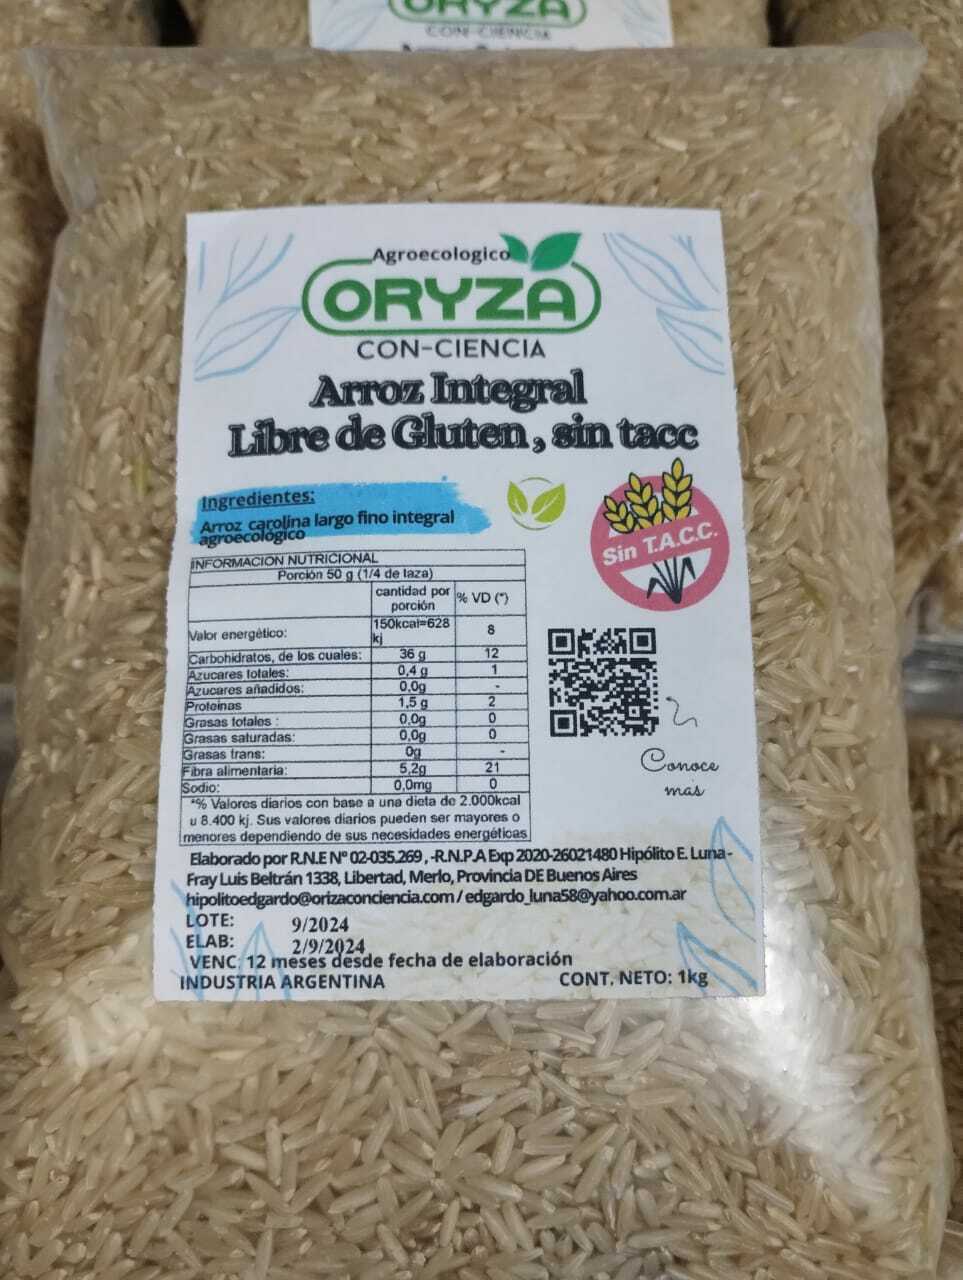 ORYZA
CON-CIENCIA
Agroecologico
ORYZA
CON-CIENCIA
Arroz Integral
Libre de Gluten, sin tacc
Ingredientes:
Arroz carolina largo fino integral
agroecológico
Sin T.A.C.C.
INFORMACION NUTRICIONAL
Porción 50 g (1/4 de taza)
cantidad por porción % VD (*)
Valor energético: 150kcal=628 kj 8
Carbohidratos, de los cuales: 36 g 12
Azucares totales: 0,4 g 1
Azucares añadidos: 0,0g -
Proteinas 1,5 g 2
Grasas totales : 0,0g 0
Grasas saturadas: 0,0g 0
Grasas trans: 0g -
Fibra alimentaria: 5,2g 21
Sodio: 0,0mg 0
*% Valores diarios con base a una dieta de 2.000kcal
u 8.400 kj. Sus valores diarios pueden ser mayores o
menores dependiendo de sus necesidades energéticas
Conoce
mas
Elaborado por R.N.E Nº 02-035.269 , -R.N.P.A Exp 2020-26021480 Hipólito E. Luna-
Fray Luis Beltrán 1338, Libertad, Merlo, Provincia DE Buenos Aires
hipolitoedgardo@orizaconciencia.com / edgardo_luna58@yahoo.com.ar
LOTE: 9/2024
ELAB: 2/9/2024
VENC: 12 meses desde fecha de elaboración
INDUSTRIA ARGENTINA CONT. NETO: 1kg